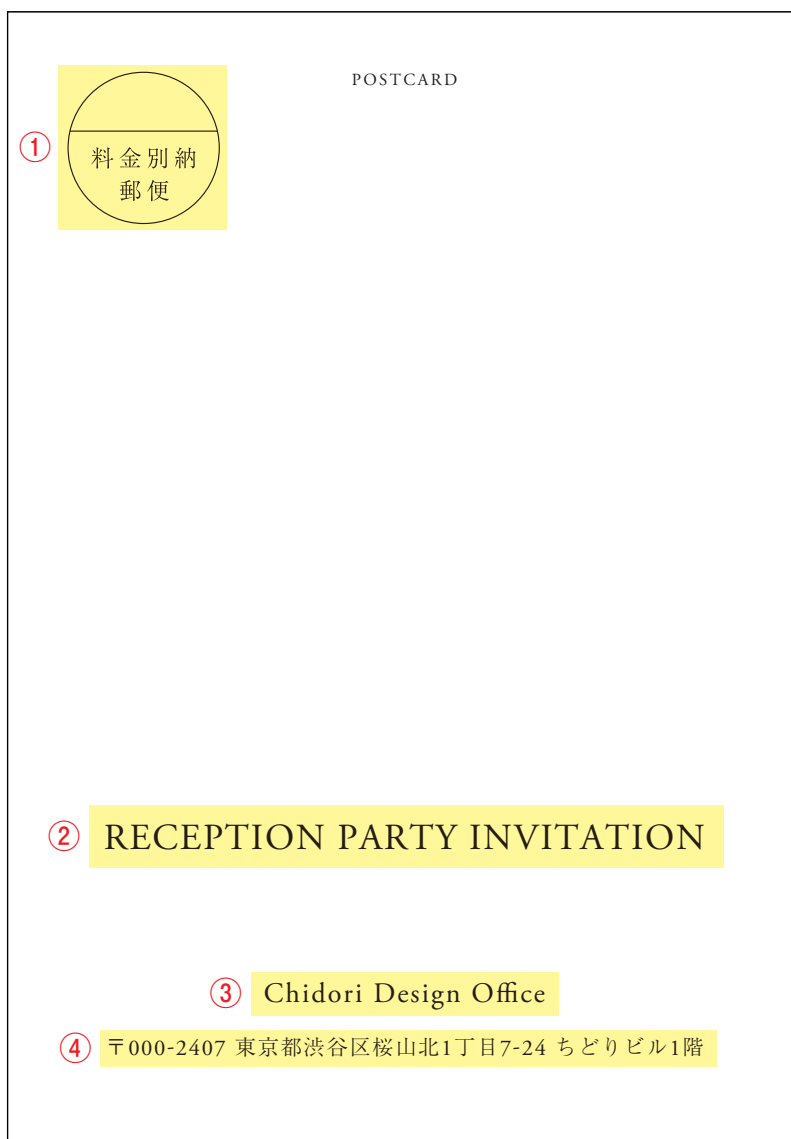 POSTCARD
①
料金別納
郵便
② RECEPTION PARTY INVITATION
③ Chidori Design Office
④ 〒000-2407 東京都渋谷区桜山北1丁目7-24 ちどりビル1階